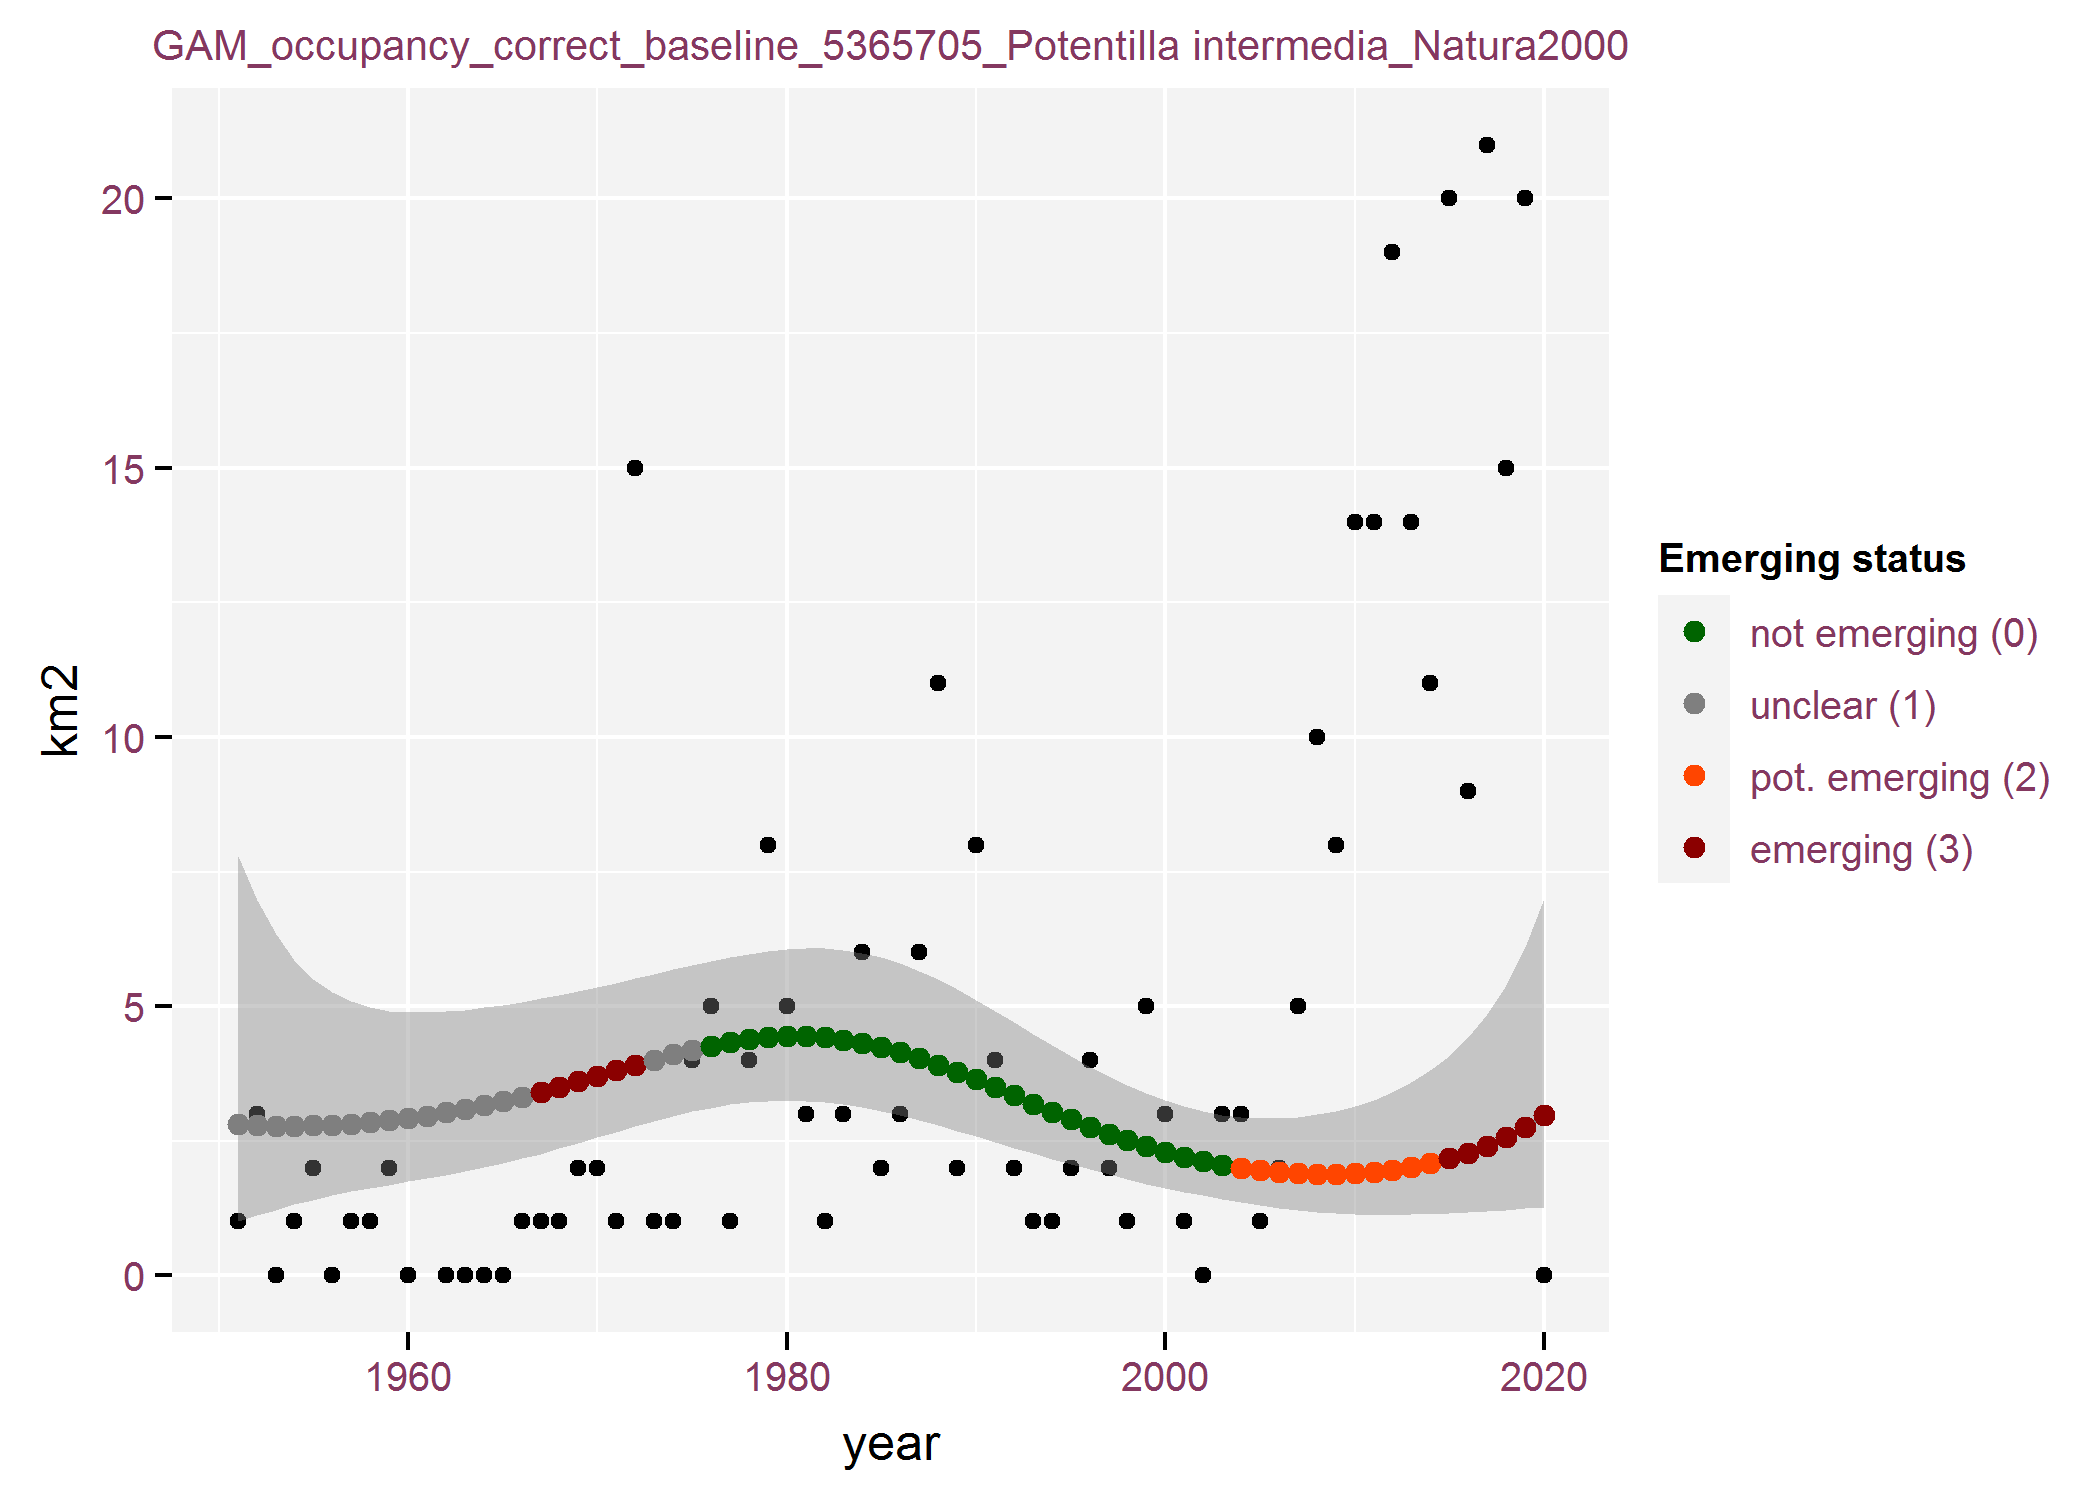 GAM_occupancy_correct_baseline_5365705_Potentilla intermedia_Natura2000
20
15
10
5
0
km2
1960
1980
2000
2020
year
Emerging status
not emerging (0)
unclear (1)
pot. emerging (2)
emerging (3)